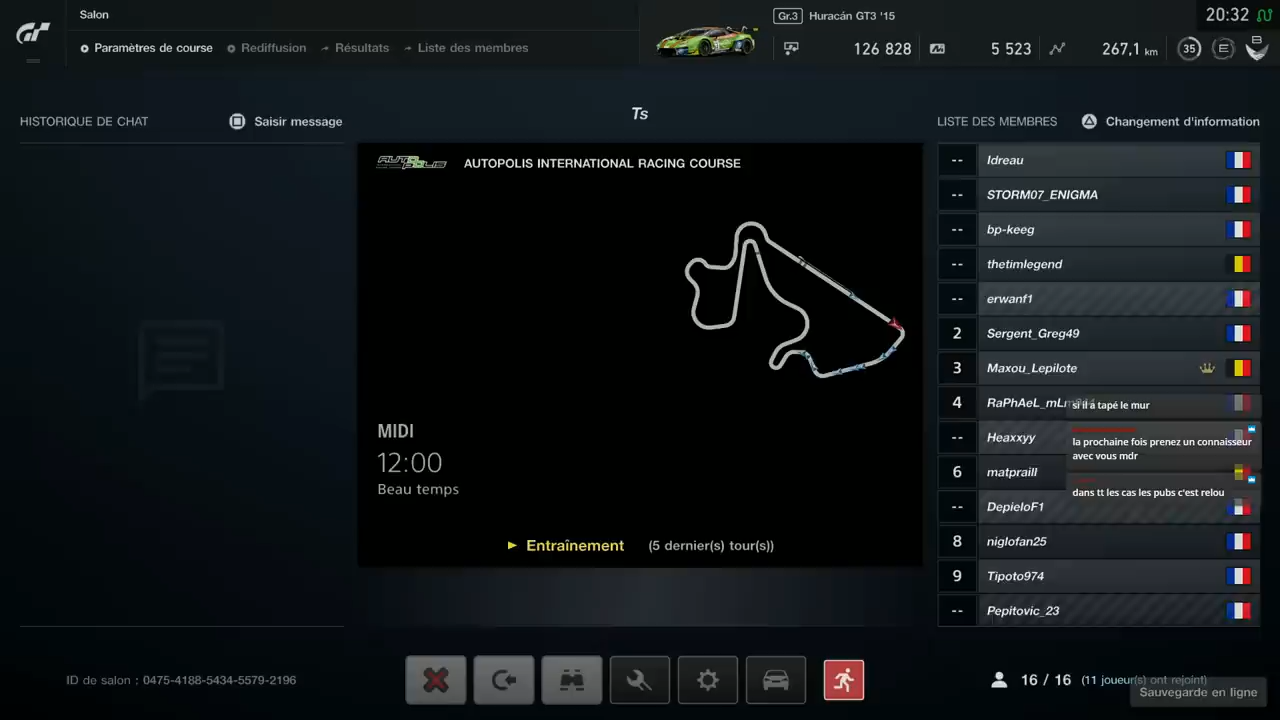 Salon
Gr.3 Huracán GT3 '15
20:32
Paramètres de course
Rediffusion
Résultats
Liste des membres
126 828
5 523
267,1 km
35
E
B
HISTORIQUE DE CHAT
Saisir message
Ts
LISTE DES MEMBRES
Changement d'information
AUTOPOLIS
AUTOPOLIS INTERNATIONAL RACING COURSE
MIDI
12:00
Beau temps
Entraînement (5 dernier(s) tour(s))
-- Idreau
-- STORM07_ENIGMA
-- bp-keeg
-- thetimlegend
-- erwanf1
2 Sergent_Greg49
3 Maxou_Lepilote
4
si il a tapé le mur
-- Heaxxyy
la prochaine fois prenez un connaisseur
avec vous mdr
6 matpraill
dans tt les cas les pubs c'est relou
-- DepieloF1
8 niglofan25
9 Tipoto974
-- Pepitovic_23
ID de salon : 0475-4188-5434-5579-2196
16 / 16 (11 joueur(s) ont rejoint)
Sauvegarde en ligne